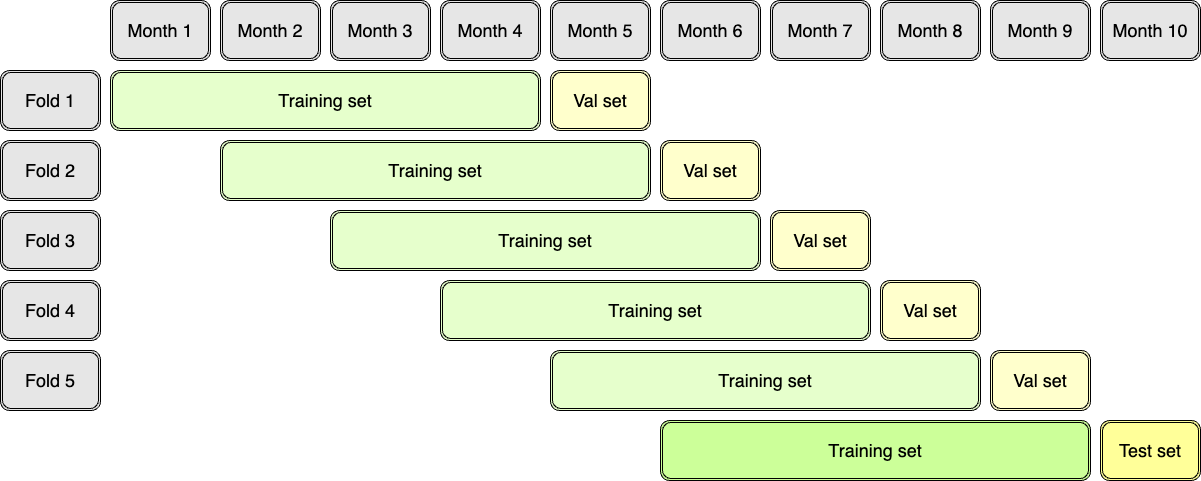 Month 1 Month 2 Month 3 Month 4 Month 5 Month 6 Month 7 Month 8 Month 9 Month 10
Fold 1 Training set Val set
Fold 2 Training set Val set
Fold 3 Training set Val set
Fold 4 Training set Val set
Fold 5 Training set Val set
Training set Test set